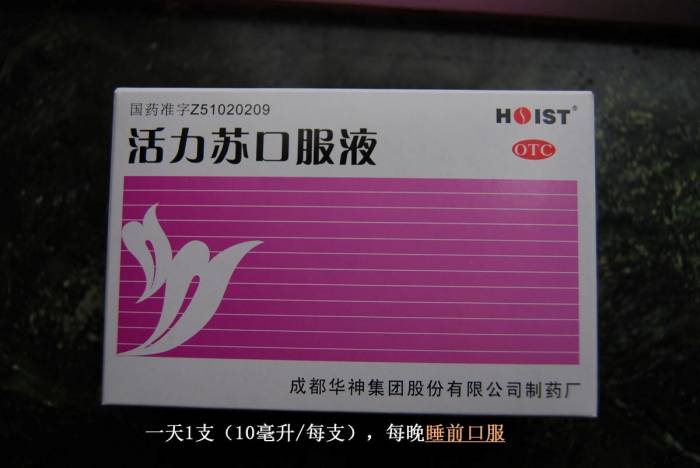 国药准字Z51020209
HOIST®
活力苏口服液
OTC
成都华神集团股份有限公司制药厂
一天1支（10毫升/每支），每晚睡前口服